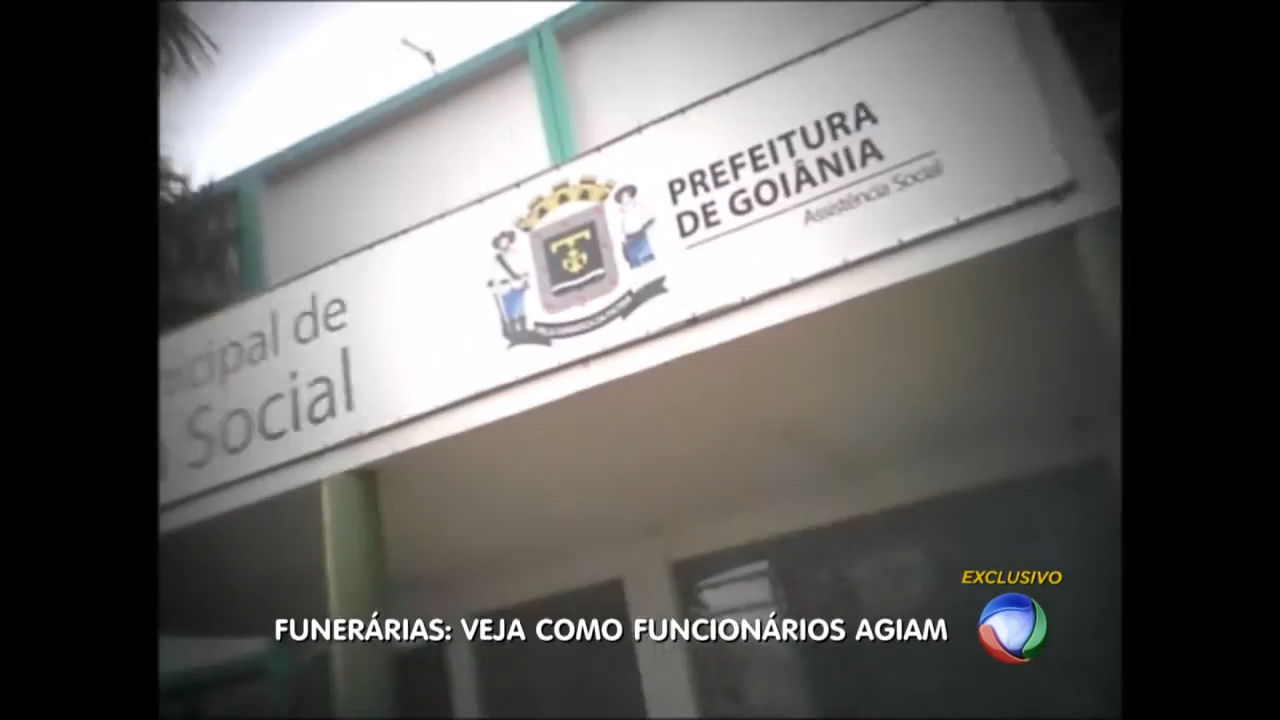 PREFEITURA
DE GOIÂNIA
Assistência Social
cipal de
Social
EXCLUSIVO
FUNERÁRIAS: VEJA COMO FUNCIONÁRIOS AGIAM